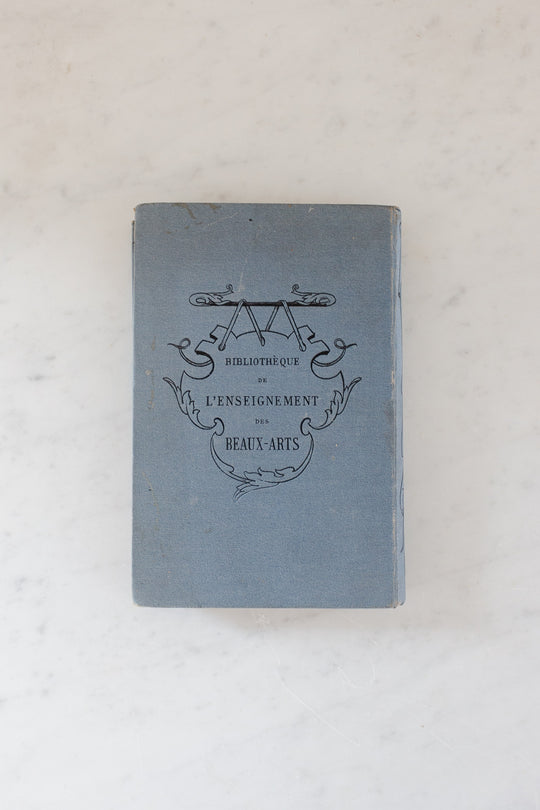 BIBLIOTHÈQUE
DE
L'ENSEIGNEMENT
DES
BEAUX-ARTS